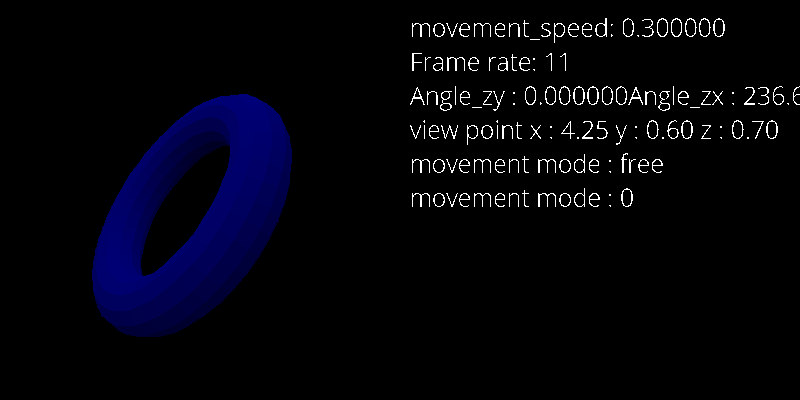 movement_speed: 0.300000
Frame rate: 11
Angle_zy : 0.000000Angle_zx : 236.6
view point x : 4.25 y : 0.60 z : 0.70
movement mode : free
movement mode : 0